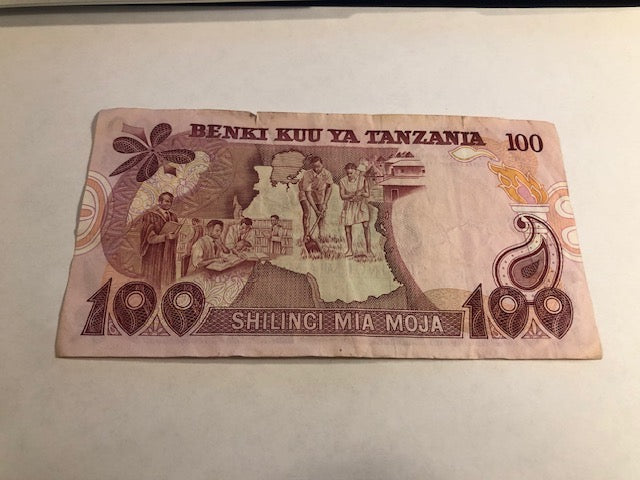 BENKI KUU YA TANZANIA 100
100 SHILINGI MIA MOJA 100